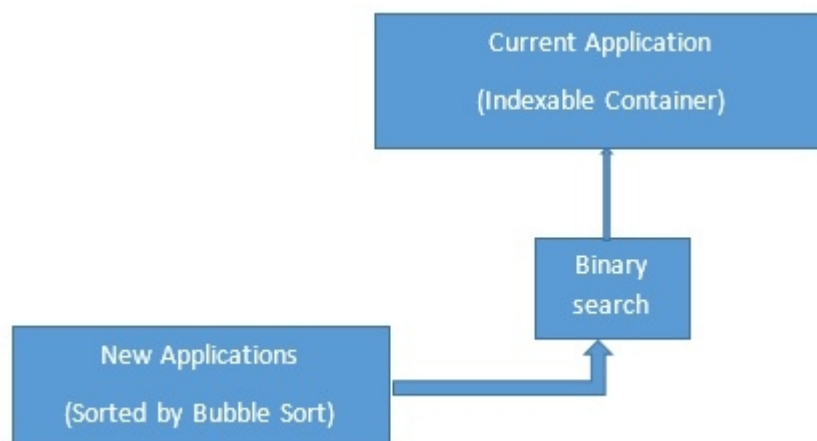 Current Application
(Indexable Container)
Binary
search
New Applications
(Sorted by Bubble Sort)